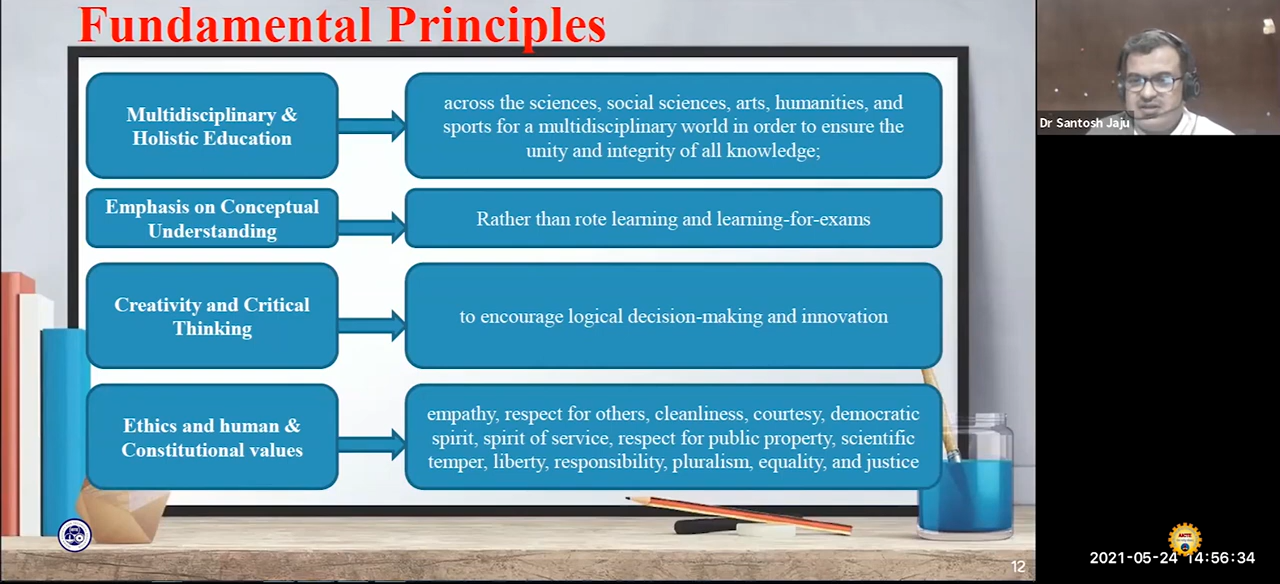 Fundamental Principles
Multidisciplinary &
Holistic Education
across the sciences, social sciences, arts, humanities, and
sports for a multidisciplinary world in order to ensure the
unity and integrity of all knowledge;
Emphasis on Conceptual
Understanding
Rather than rote learning and learning-for-exams
Creativity and Critical
Thinking
to encourage logical decision-making and innovation
Ethics and human &
Constitutional values
empathy, respect for others, cleanliness, courtesy, democratic
spirit, spirit of service, respect for public property, scientific
temper, liberty, responsibility, pluralism, equality, and justice
12
Dr Santosh Jaju
AICTE
2021-05-24 14:56:34